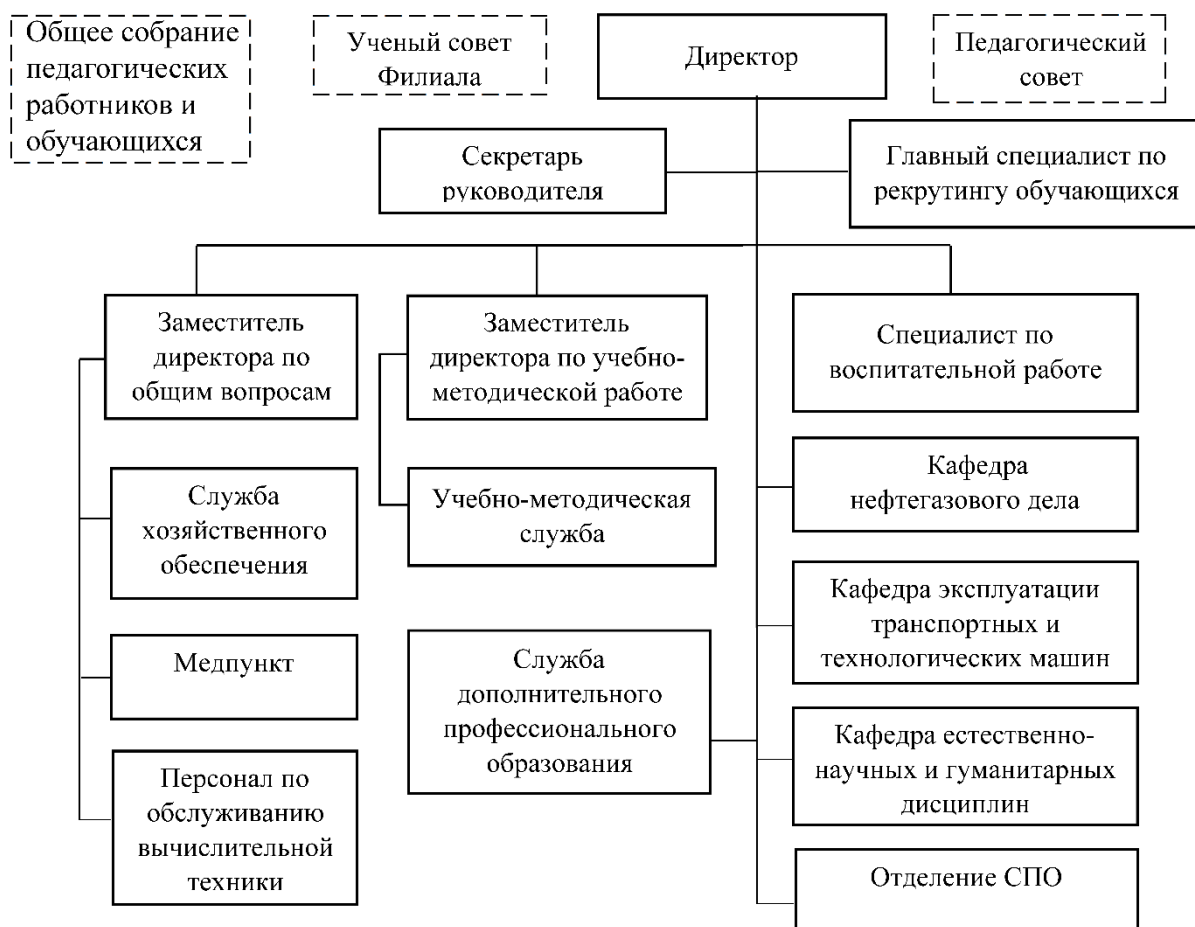 Общее собрание
педагогических
работников и
обучающихся
Ученый совет
Филиала
Директор
Педагогический
совет
Секретарь
руководителя
Главный специалист по
рекрутингу обучающихся
Заместитель
директора по
общим вопросам
Заместитель
директора по учебно-
методической работе
Специалист по
воспитательной работе
Служба
хозяйственного
обеспечения
Учебно-методическая
служба
Кафедра
нефтегазового дела
Медпункт
Служба
дополнительного
профессионального
образования
Кафедра эксплуатации
транспортных и
технологических машин
Персонал по
обслуживанию
вычислительной
техники
Кафедра естественно-
научных и гуманитарных
дисциплин
Отделение СПО